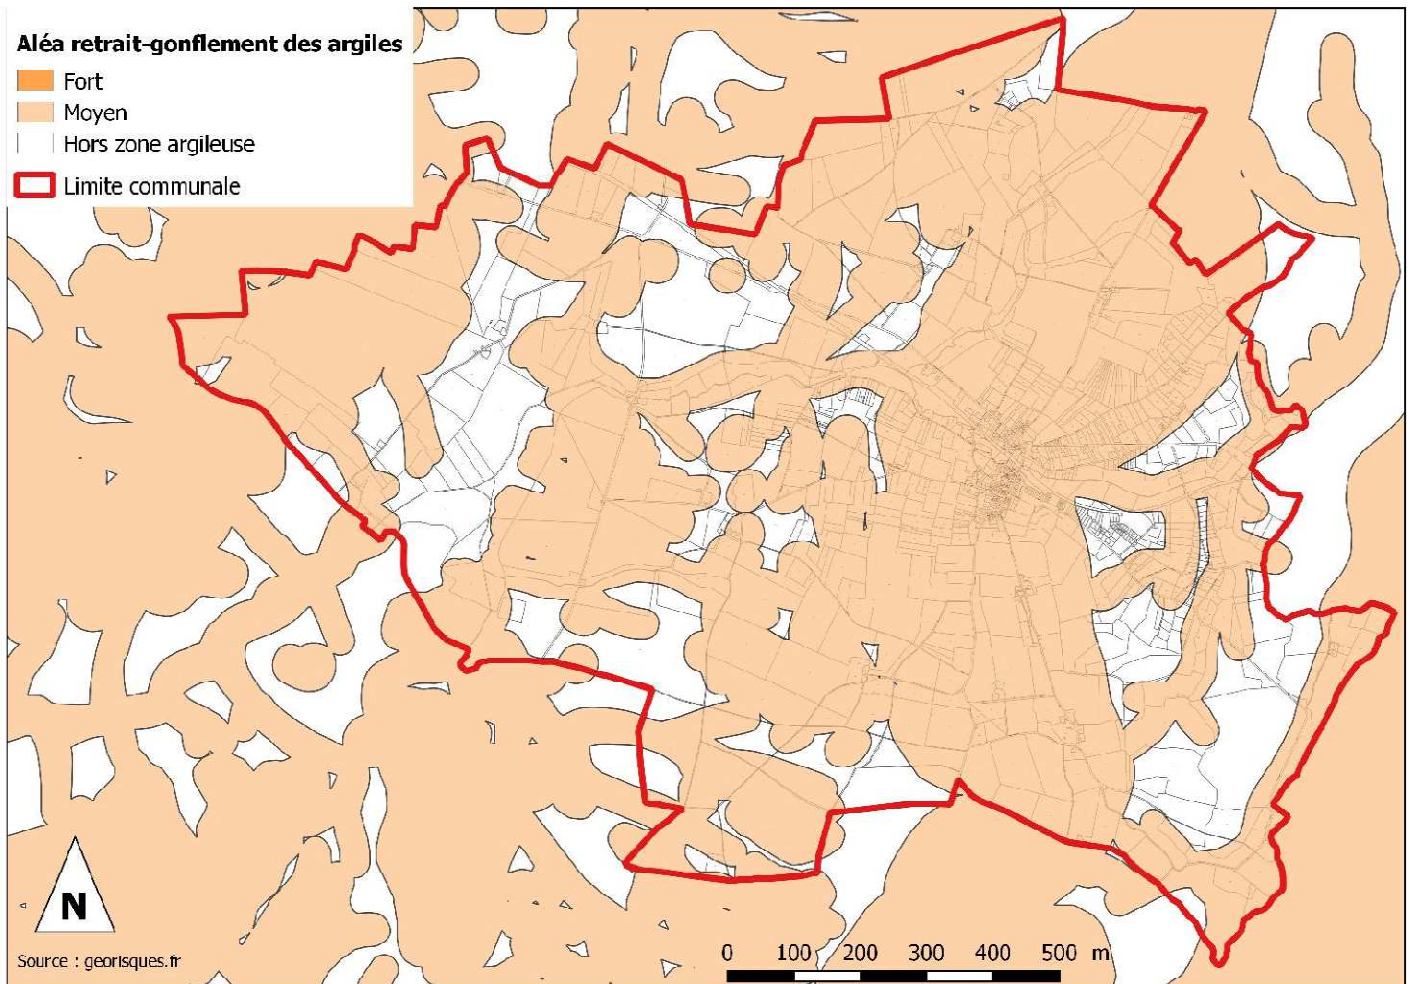 Aléa retrait-gonflement des argiles
Fort
Moyen
Hors zone argileuse
Limite communale
N
Source : georisques.fr
0 100 200 300 400 500 m